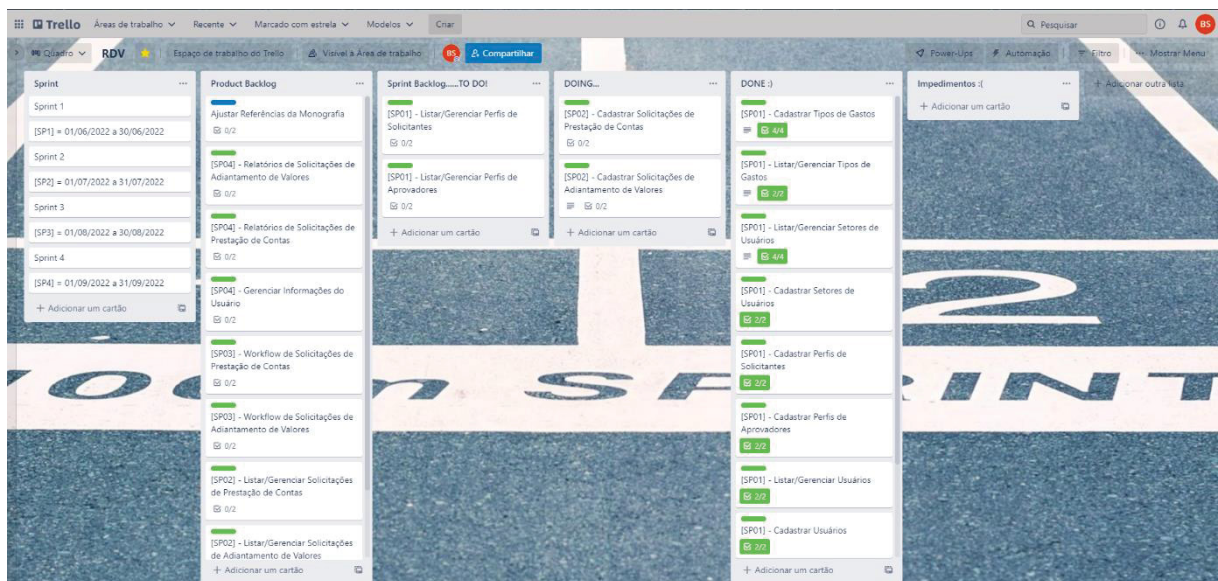 Trello Áreas de trabalho Recente Marcado com estrela Modelos Criar Pesquisar BS
Quadro RDV Espaço de trabalho do Trello Visível a Área de trabalho BS Compartilhar Power-Ups Automação Filtro ... Mostrar Menu
Sprint ...
Sprint 1
[SP1] = 01/06/2022 a 30/06/2022
Sprint 2
[SP2] = 01/07/2022 a 31/07/2022
Sprint 3
[SP3] = 01/08/2022 a 30/08/2022
Sprint 4
[SP4] = 01/09/2022 a 31/09/2022
+ Adicionar um cartão
Product Backlog ...
Ajustar Referências da Monografia
0/2
[SP04] - Relatórios de Solicitações de
Adiantamento de Valores
0/2
[SP04] - Relatórios de Solicitações de
Prestação de Contas
0/2
[SP04] - Gerenciar Informações do
Usuário
0/2
[SP03] - Workflow de Solicitações de
Prestação de Contas
0/2
[SP03] - Workflow de Solicitações de
Adiantamento de Valores
0/2
[SP02] - Listar/Gerenciar Solicitações
de Prestação de Contas
0/2
[SP02] - Listar/Gerenciar Solicitações
de Adiantamento de Valores
+ Adicionar um cartão
Sprint Backlog......TO DO! ...
[SP01] - Listar/Gerenciar Perfis de
Solicitantes
0/2
[SP01] - Listar/Gerenciar Perfis de
Aprovadores
0/2
+ Adicionar um cartão
DOING... ...
[SP02] - Cadastrar Solicitações de
Prestação de Contas
0/2
[SP02] - Cadastrar Solicitações de
Adiantamento de Valores
0/2
+ Adicionar um cartão
DONE :) ...
[SP01] - Cadastrar Tipos de Gastos
4/4
[SP01] - Listar/Gerenciar Tipos de
Gastos
2/2
[SP01] - Listar/Gerenciar Setores de
Usuários
4/4
[SP01] - Cadastrar Setores de
Usuários
2/2
[SP01] - Cadastrar Perfis de
Solicitantes
2/2
[SP01] - Cadastrar Perfis de
Aprovadores
2/2
[SP01] - Listar/Gerenciar Usuários
2/2
[SP01] - Cadastrar Usuários
2/2
+ Adicionar um cartão
Impedimentos :( ...
+ Adicionar um cartão
+ Adicionar outra lista
2
SPRINT